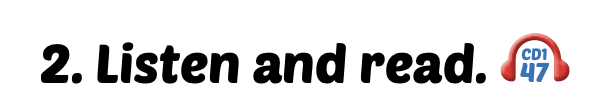 2. Listen and read. CD1
47